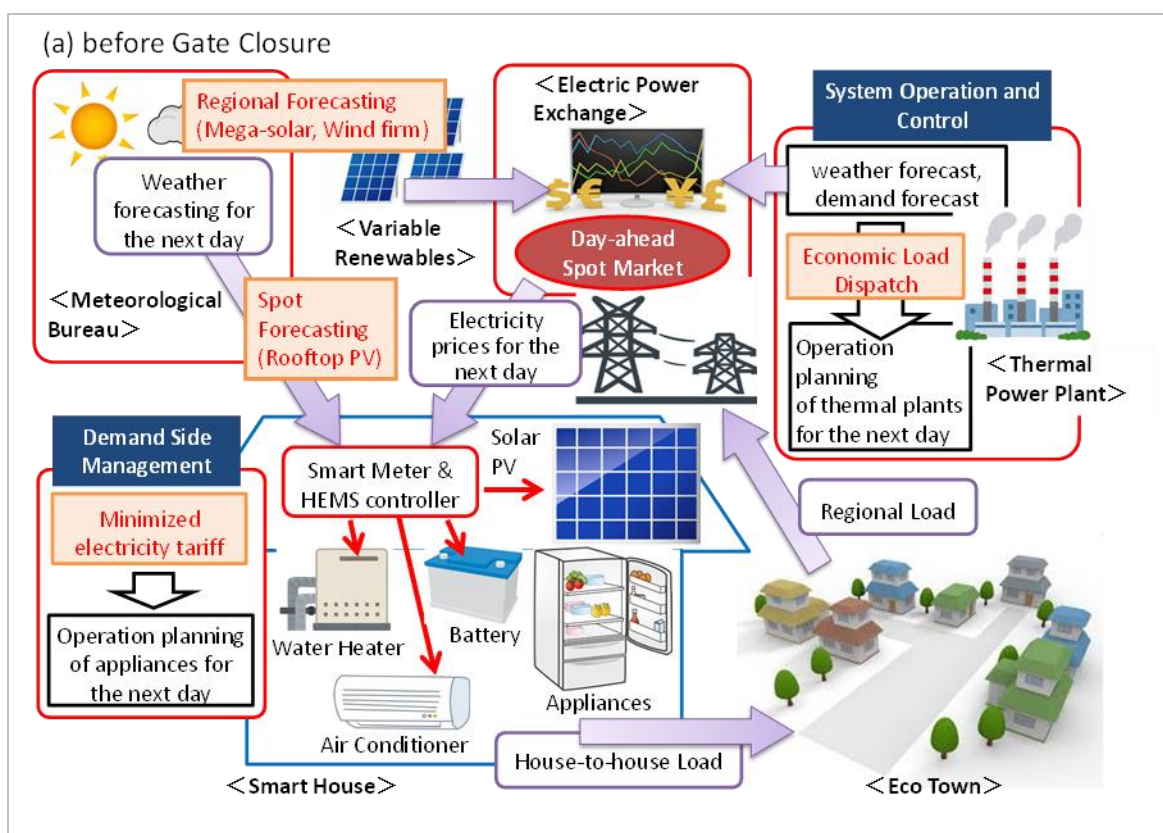 (a) before Gate Closure
Regional Forecasting
(Mega-solar, Wind firm)
Weather
forecasting for
the next day
<Meteorological
Bureau>
Spot
Forecasting
(Rooftop PV)
<Variable
Renewables>
<Electric Power
Exchange>
$€ ¥£
Day-ahead
Spot Market
Electricity
prices for the
next day
System Operation and
Control
weather forecast,
demand forecast
Economic Load
Dispatch
Operation
planning
of thermal plants
for the next day
<Thermal
Power Plant>
Demand Side
Management
Minimized
electricity tariff
Operation planning
of appliances for
the next day
Smart Meter &
HEMS controller
Solar
PV
Water Heater
Battery
Air Conditioner
Appliances
<Smart House>
House-to-house Load
Regional Load
<Eco Town>